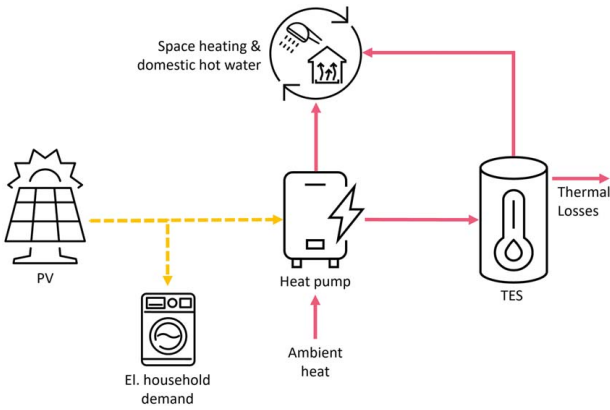 Space heating &
domestic hot water
Thermal
Losses
PV
Heat pump
TES
El. household
demand
Ambient
heat